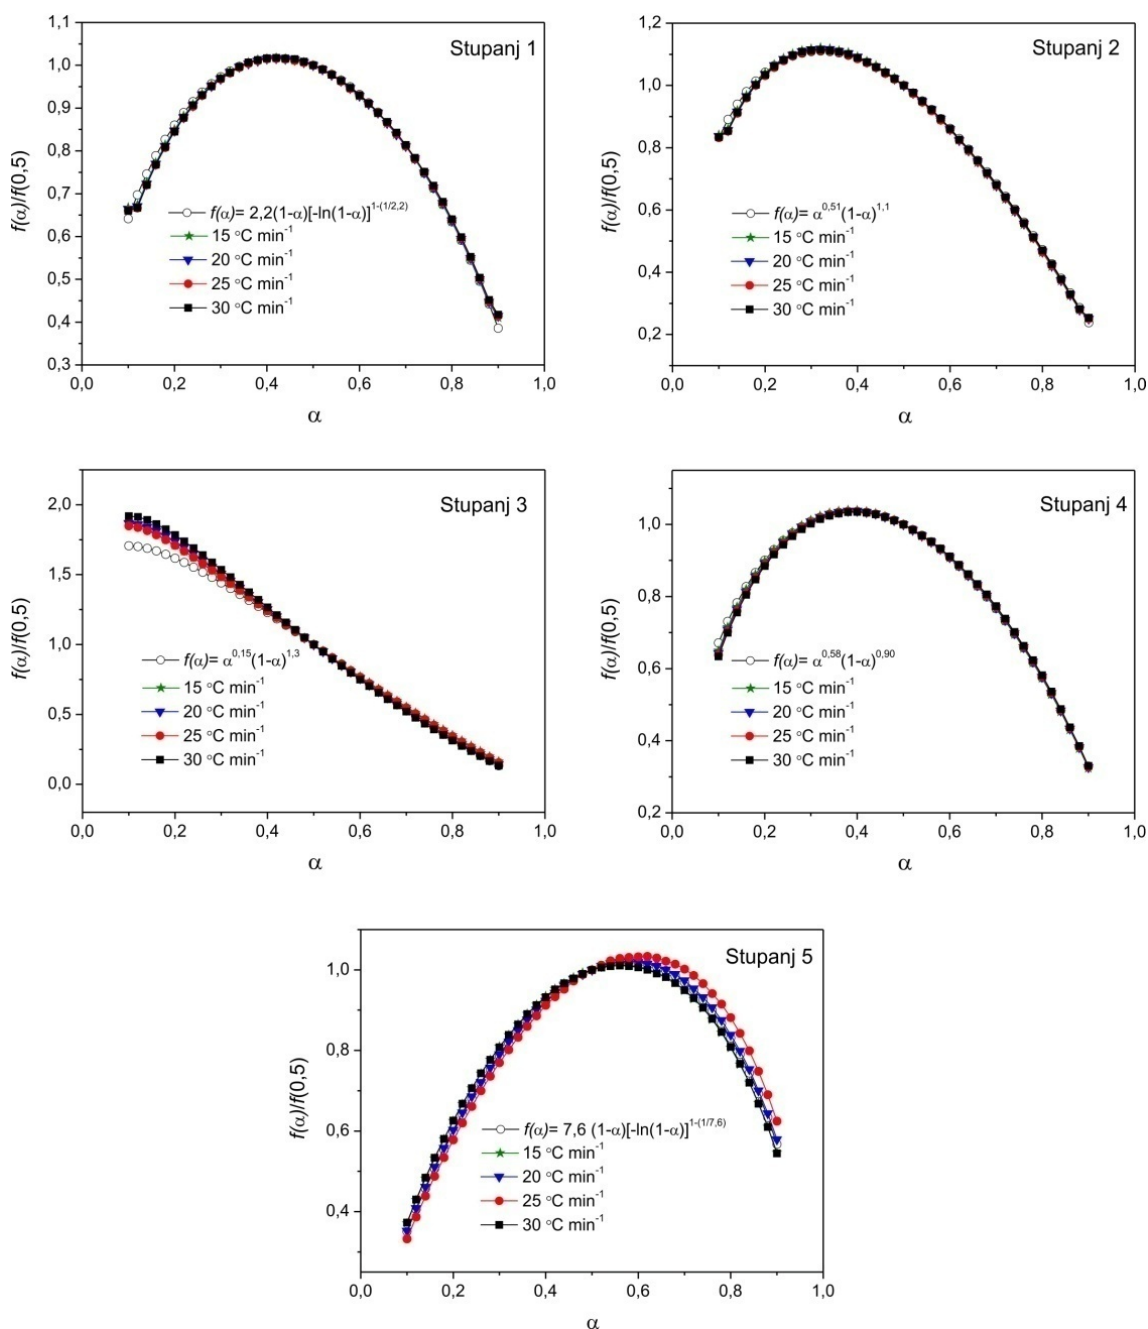 Stupanj 1
f(α)/f(0,5)
1,1
1,0
0,9
0,8
0,7
0,6
0,5
0,4
0,3
f(α)= 2,2(1-α)[-ln(1-α)]^1-(1/2,2)
15 °C min^-1
20 °C min^-1
25 °C min^-1
30 °C min^-1
0,0 0,2 0,4 0,6 0,8 1,0
α
Stupanj 2
f(α)/f(0,5)
1,2
1,0
0,8
0,6
0,4
0,2
f(α)= α^0,51(1-α)^1,1
15 °C min^-1
20 °C min^-1
25 °C min^-1
30 °C min^-1
0,0 0,2 0,4 0,6 0,8 1,0
α
Stupanj 3
f(α)/f(0,5)
2,0
1,5
1,0
0,5
0,0
f(α)= α^0,15(1-α)^1,3
15 °C min^-1
20 °C min^-1
25 °C min^-1
30 °C min^-1
0,0 0,2 0,4 0,6 0,8 1,0
α
Stupanj 4
f(α)/f(0,5)
1,0
0,8
0,6
0,4
0,2
f(α)= α^0,58(1-α)^0,90
15 °C min^-1
20 °C min^-1
25 °C min^-1
30 °C min^-1
0,0 0,2 0,4 0,6 0,8 1,0
α
Stupanj 5
f(α)/f(0,5)
1,0
0,8
0,6
0,4
f(α)= 7,6 (1-α)[-ln(1-α)]^1-(1/7,6)
15 °C min^-1
20 °C min^-1
25 °C min^-1
30 °C min^-1
0,0 0,2 0,4 0,6 0,8 1,0
α